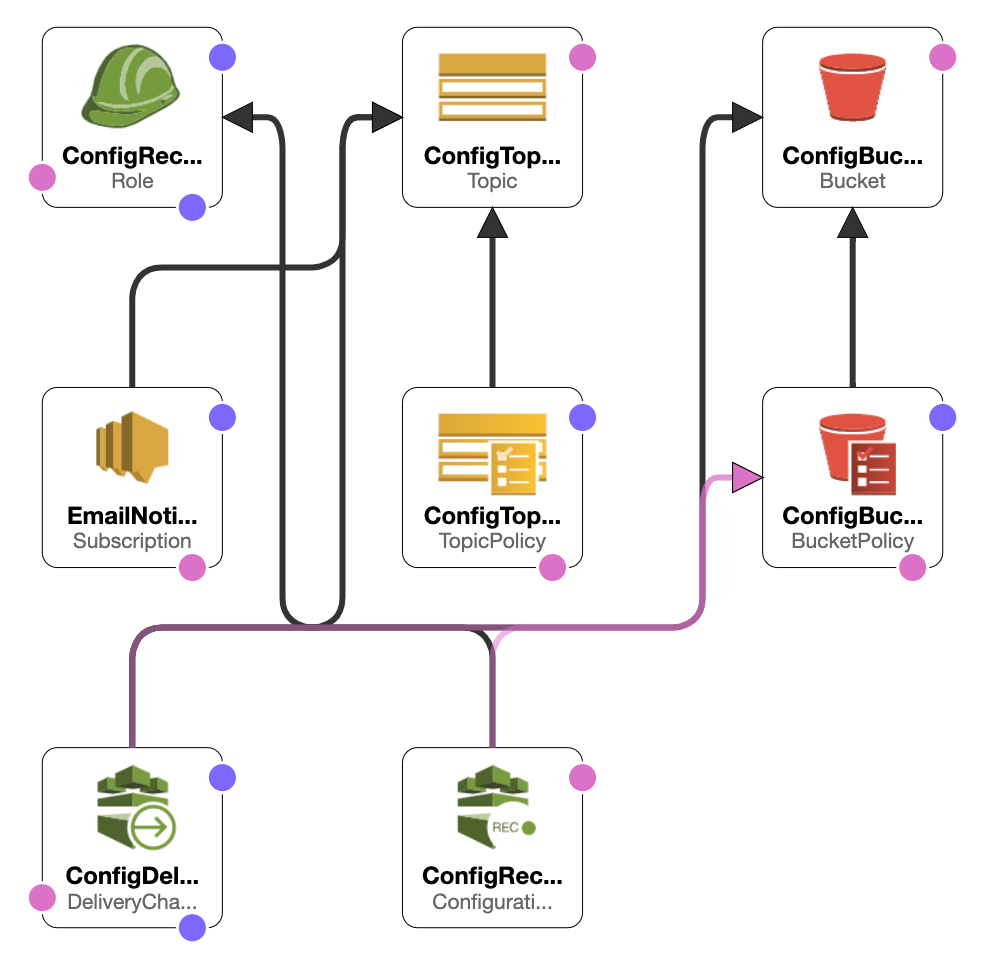 ConfigRec...
Role
ConfigTop...
Topic
ConfigBuc...
Bucket
EmailNoti...
Subscription
ConfigTop...
TopicPolicy
ConfigBuc...
BucketPolicy
REC
ConfigDel...
DeliveryCha...
ConfigRec...
Configurati...